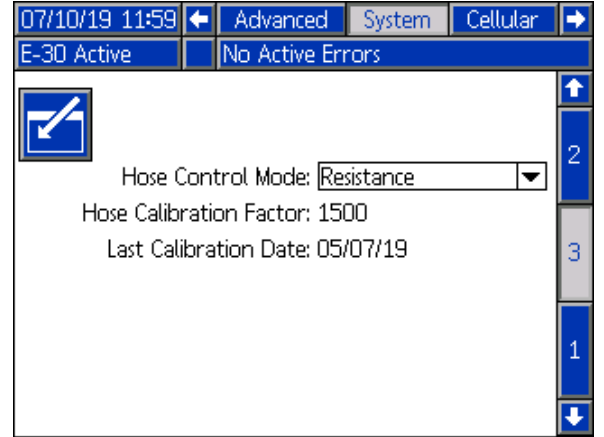 07/10/19 11:59 Advanced System Cellular
E-30 Active No Active Errors
2
Hose Control Mode: Resistance
Hose Calibration Factor: 1500
Last Calibration Date: 05/07/19
3
1